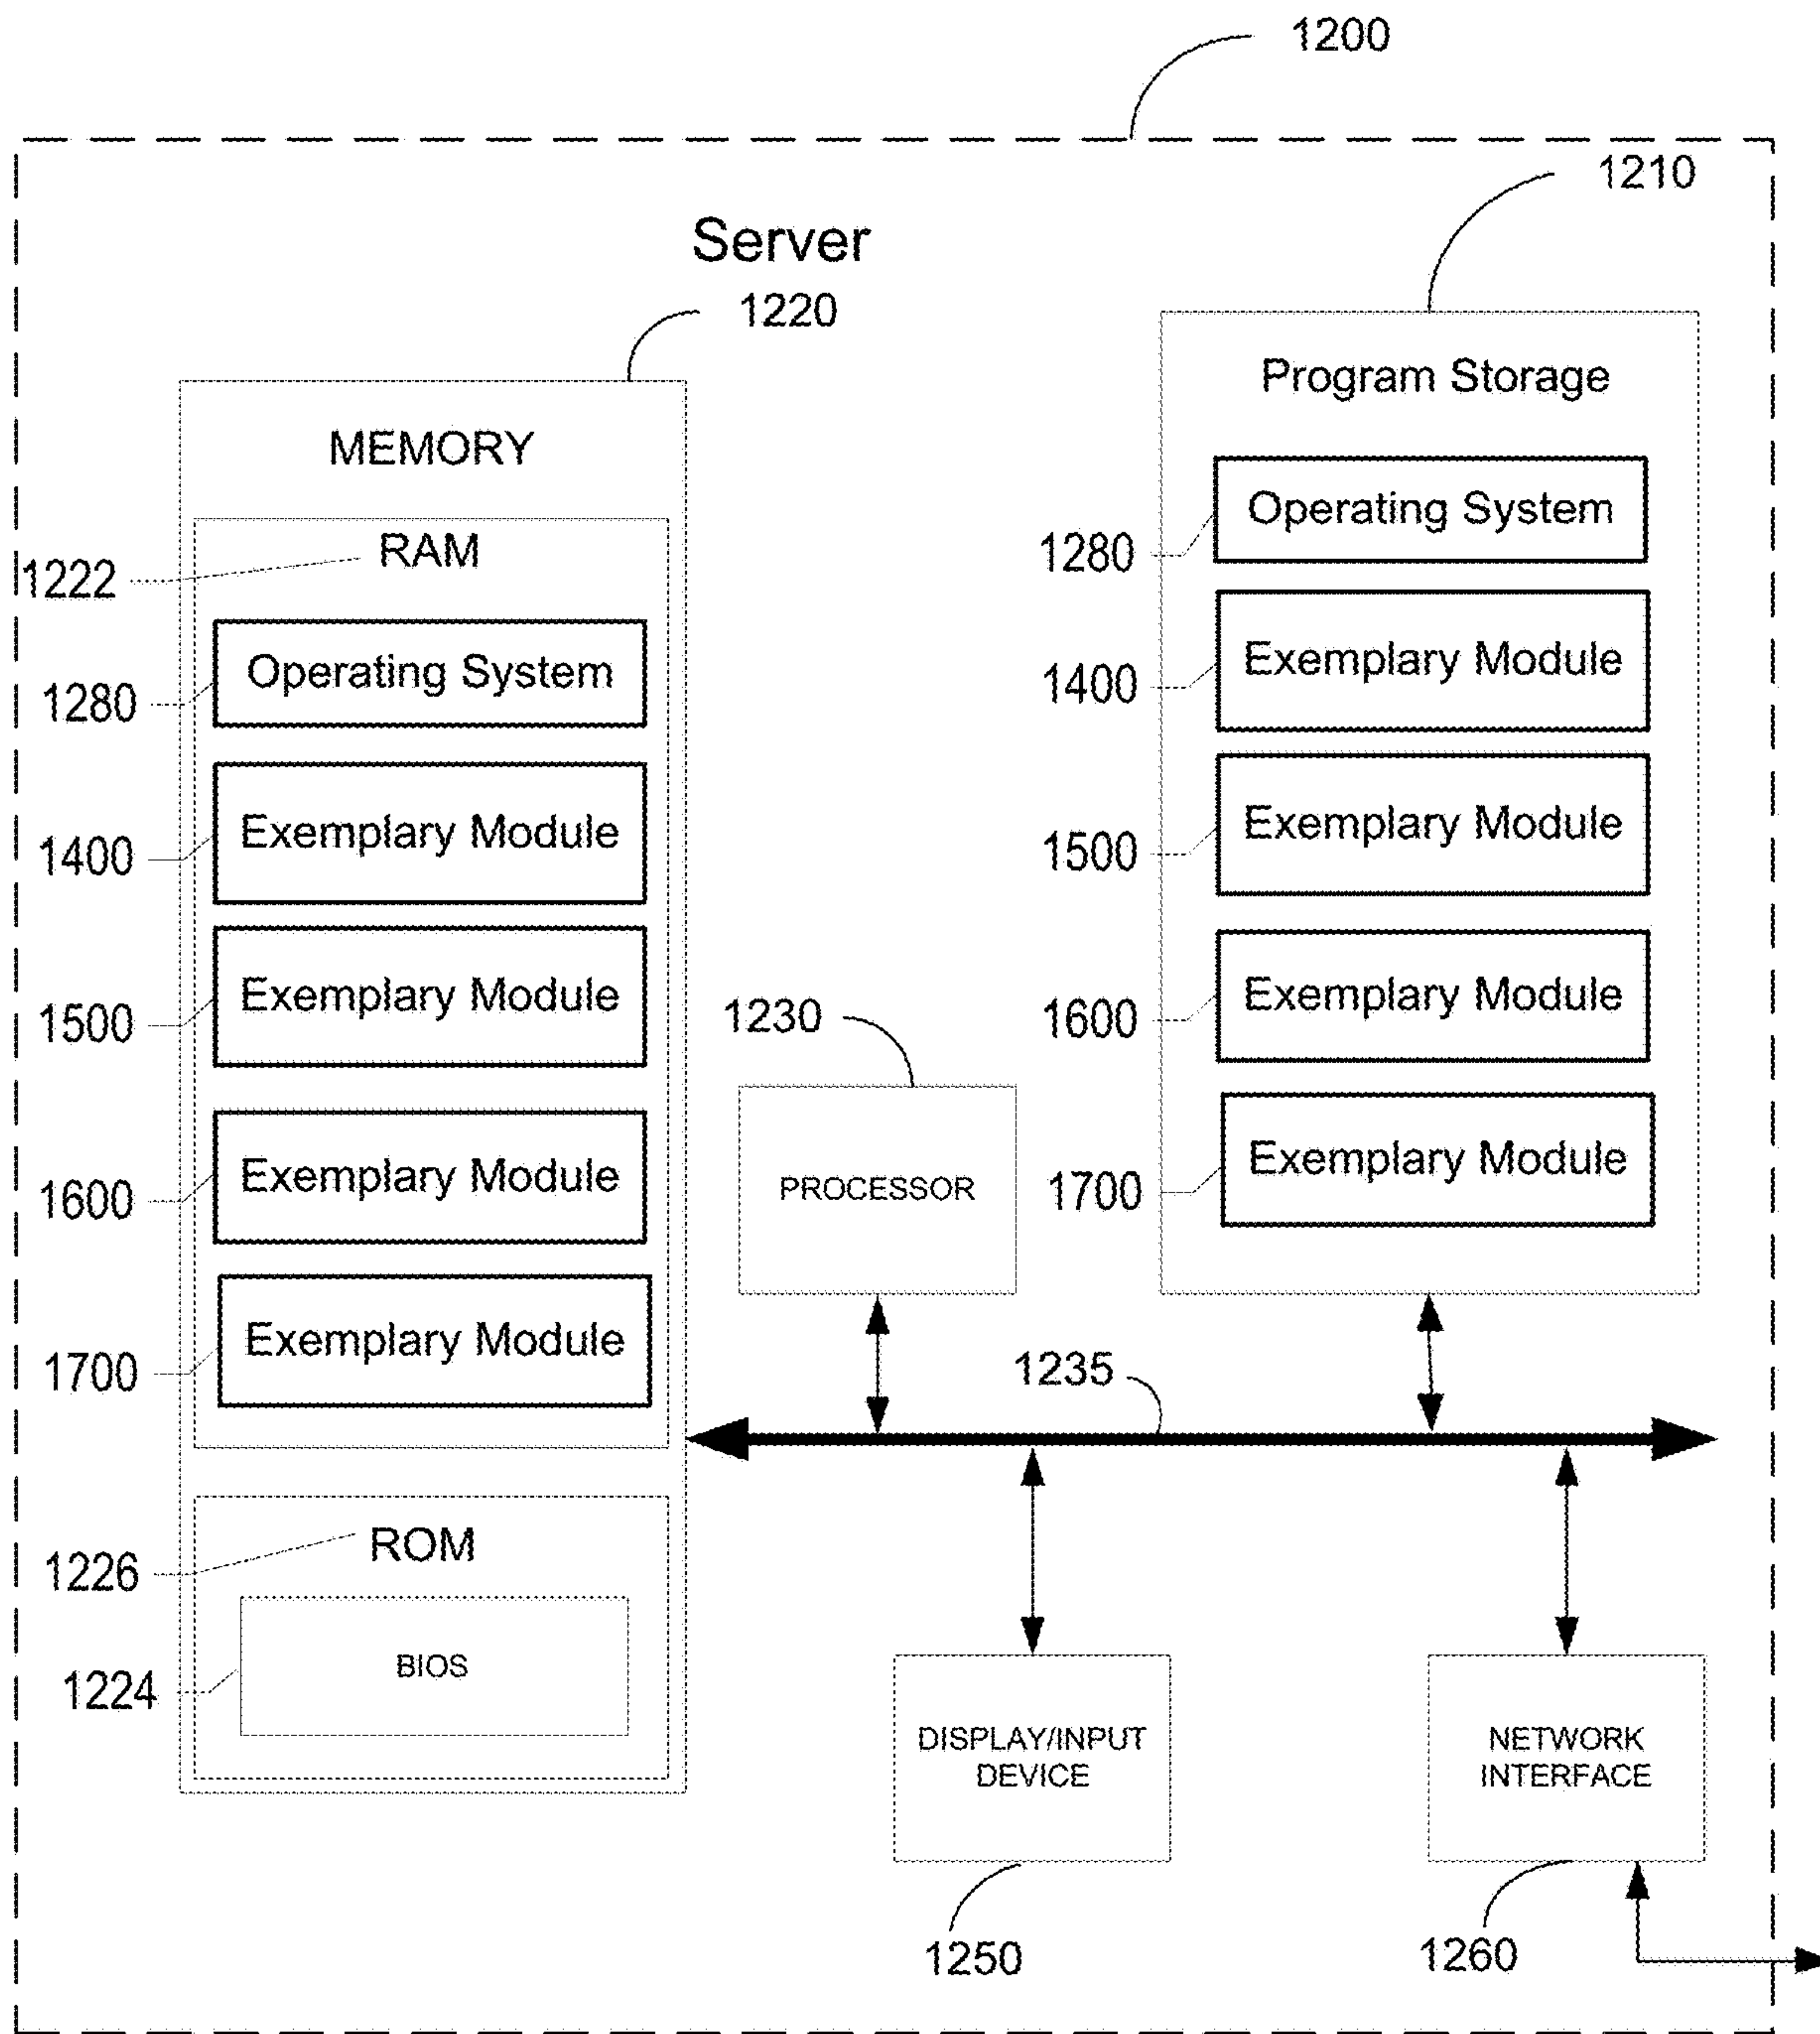 1200
1210
Server
1220
Program Storage
MEMORY
Operating System
1280
RAM
1222
Exemplary Module
1400
Operating System
1280
Exemplary Module
1500
Exemplary Module
1400
Exemplary Module
1600
Exemplary Module
1500
1230
Exemplary Module
1700
Exemplary Module
1600
PROCESSOR
Exemplary Module
1700
1235
ROM
1226
BIOS
1224
DISPLAY/INPUT
DEVICE
NETWORK
INTERFACE
1250
1260